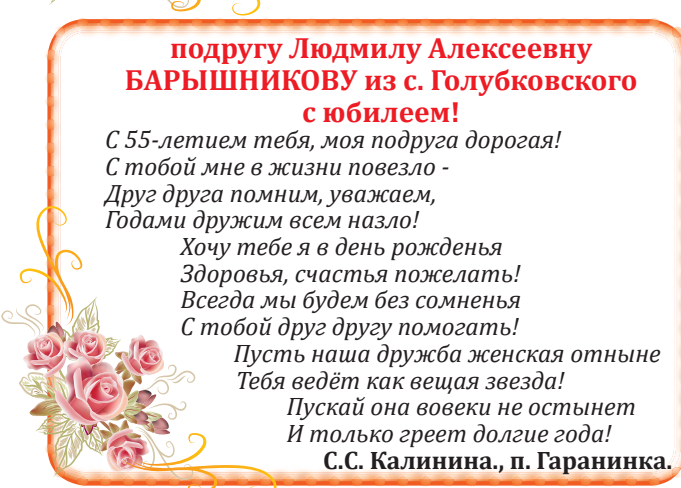 подругу Людмилу Алексеевну
БАРЫШНИКОВУ из с. Голубковского
с юбилеем!
С 55-летием тебя, моя подруга дорогая!
С тобой мне в жизни повезло -
Друг друга помним, уважаем,
Годами дружим всем назло!
Хочу тебе я в день рожденья
Здоровья, счастья пожелать!
Всегда мы будем без сомненья
С тобой друг другу помогать!
Пусть наша дружба женская отныне
Тебя ведёт как вещая звезда!
Пускай она вовеки не остынет
И только греет долгие года!
С.С. Калинина., п. Гаранинка.